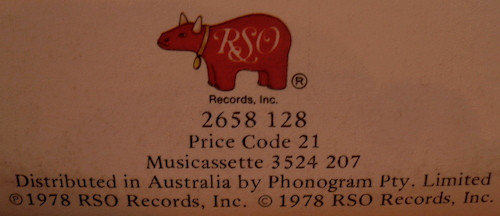 RSO
®
Records, Inc.
2658 128
Price Code 21
Musicassette 3524 207
Distributed in Australia by Phonogram Pty. Limited
℗1978 RSO Records, Inc. © 1978 RSO Records, Inc.